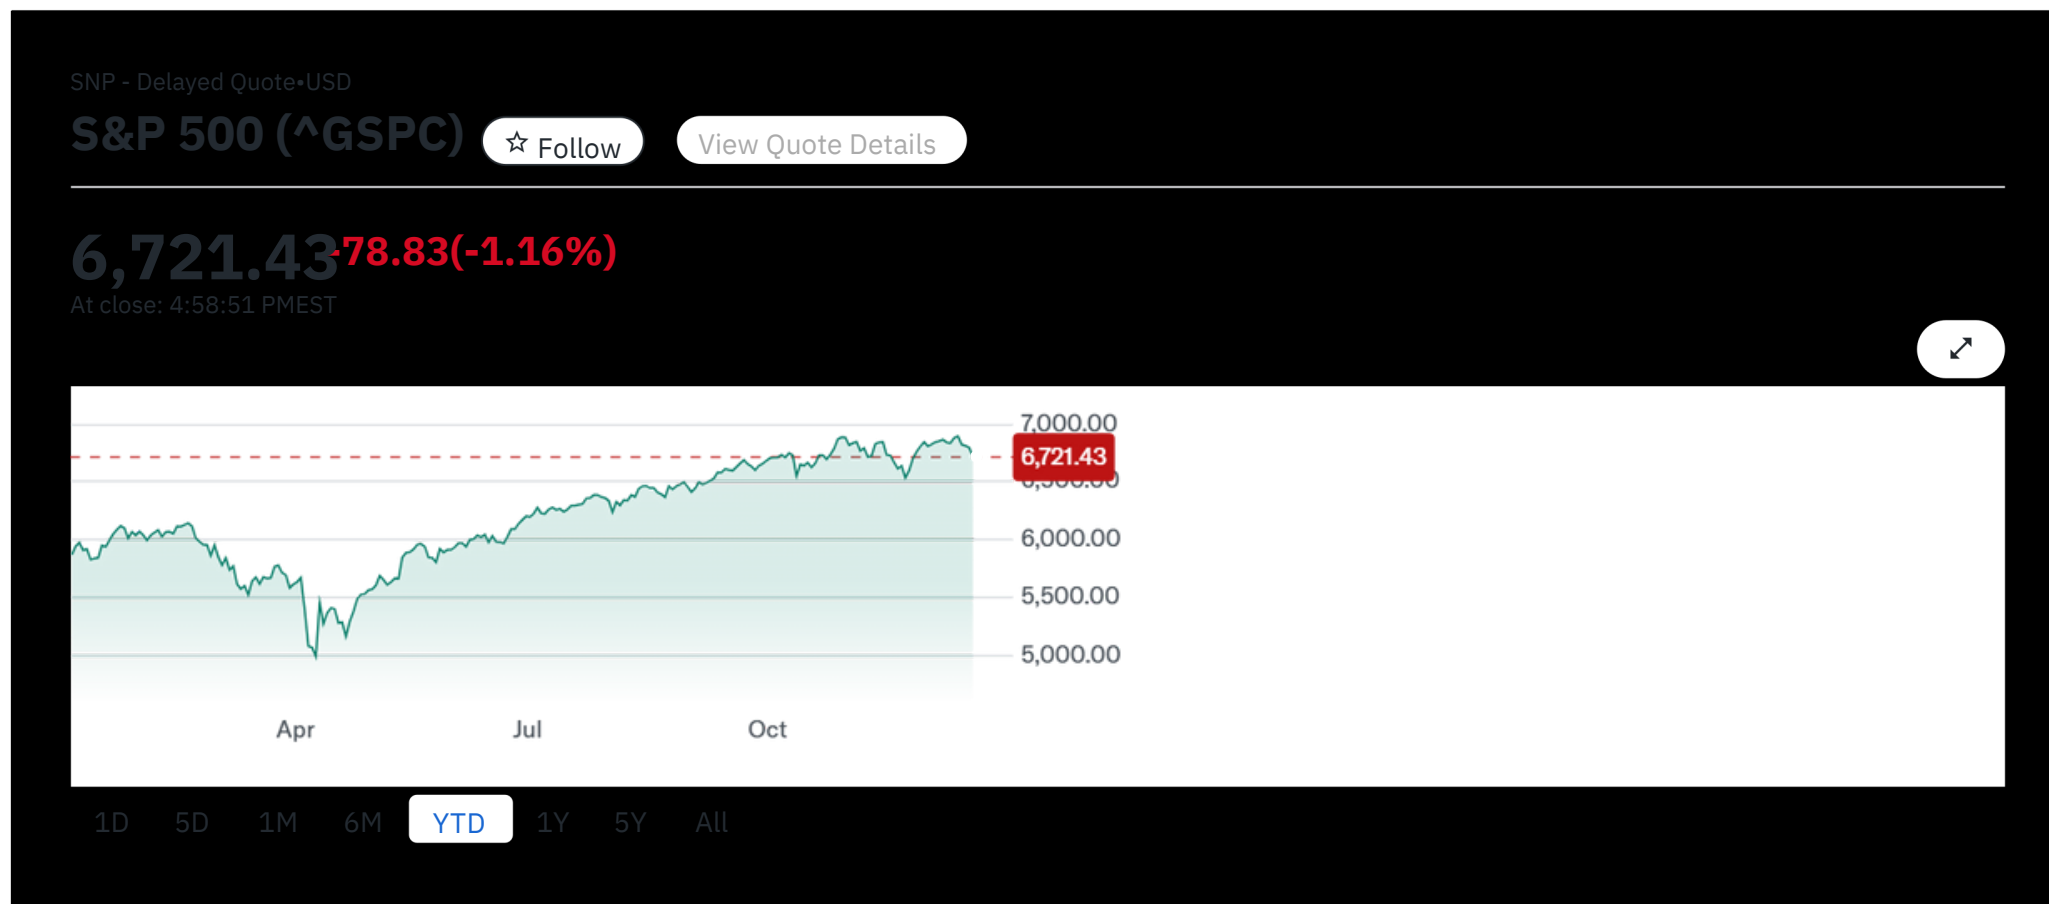 SNP - Delayed Quote•USD
S&P 500 (^GSPC)
Follow
View Quote Details
6,721.43
-78.83(-1.16%)
At close: 4:58:51 PMEST
7,000.00
6,721.43
6,000.00
5,500.00
5,000.00
Apr Jul Oct
1D 5D 1M 6M YTD 1Y 5Y All